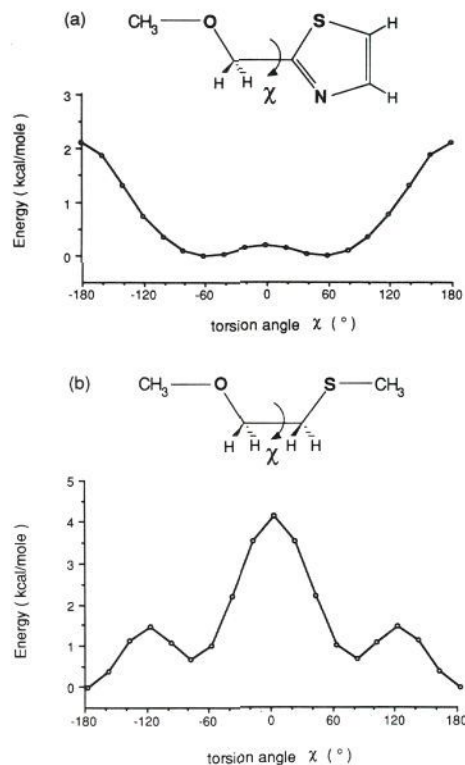 (a)
CH3 O S H
H H χ N H
3
2
1
0
Energy ( kcal/mole )
-180 -120 -60 0 60 120 180
torsion angle χ ( ° )
(b)
CH3 O S CH3
H H H H
χ
5
4
3
2
1
0
Energy ( kcal/mole )
-180 -120 -60 0 60 120 180
torsion angle χ ( ° )